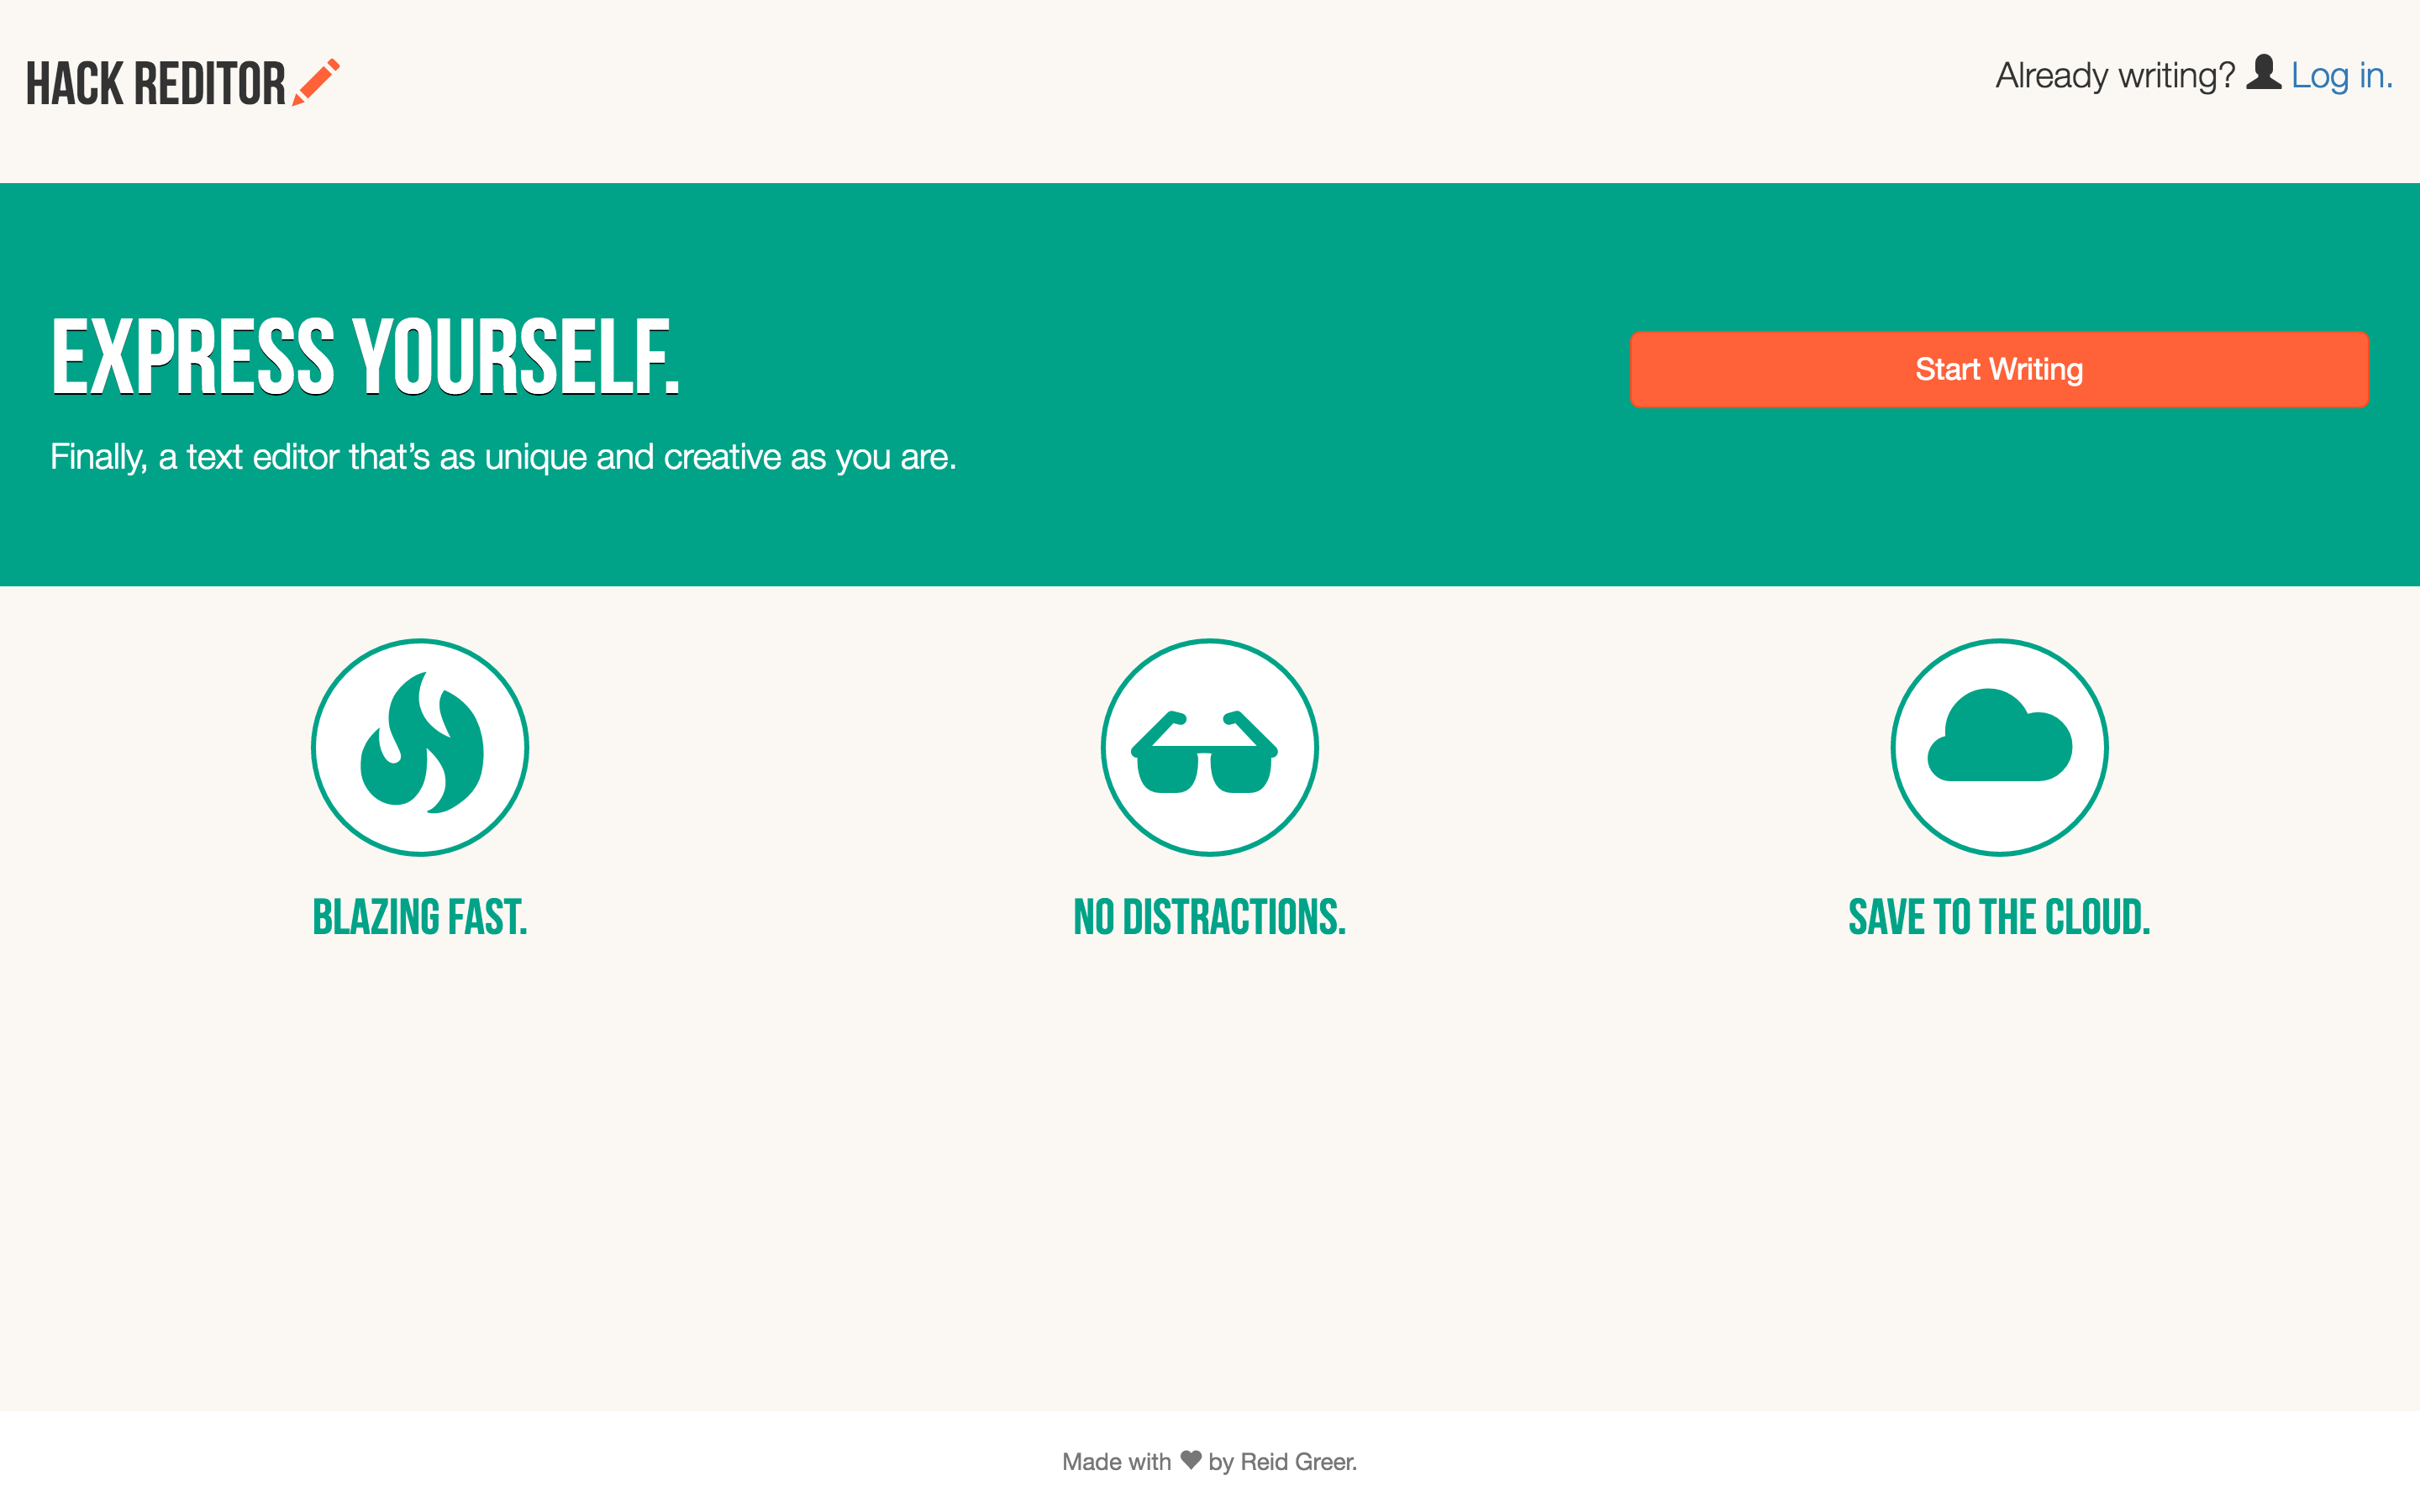 HACK REDITOR
Already writing? Log in.
EXPRESS YOURSELF.
Start Writing
Finally, a text editor that’s as unique and creative as you are.
BLAZING FAST.
NO DISTRACTIONS.
SAVE TO THE CLOUD.
Made with ♥ by Reid Greer.